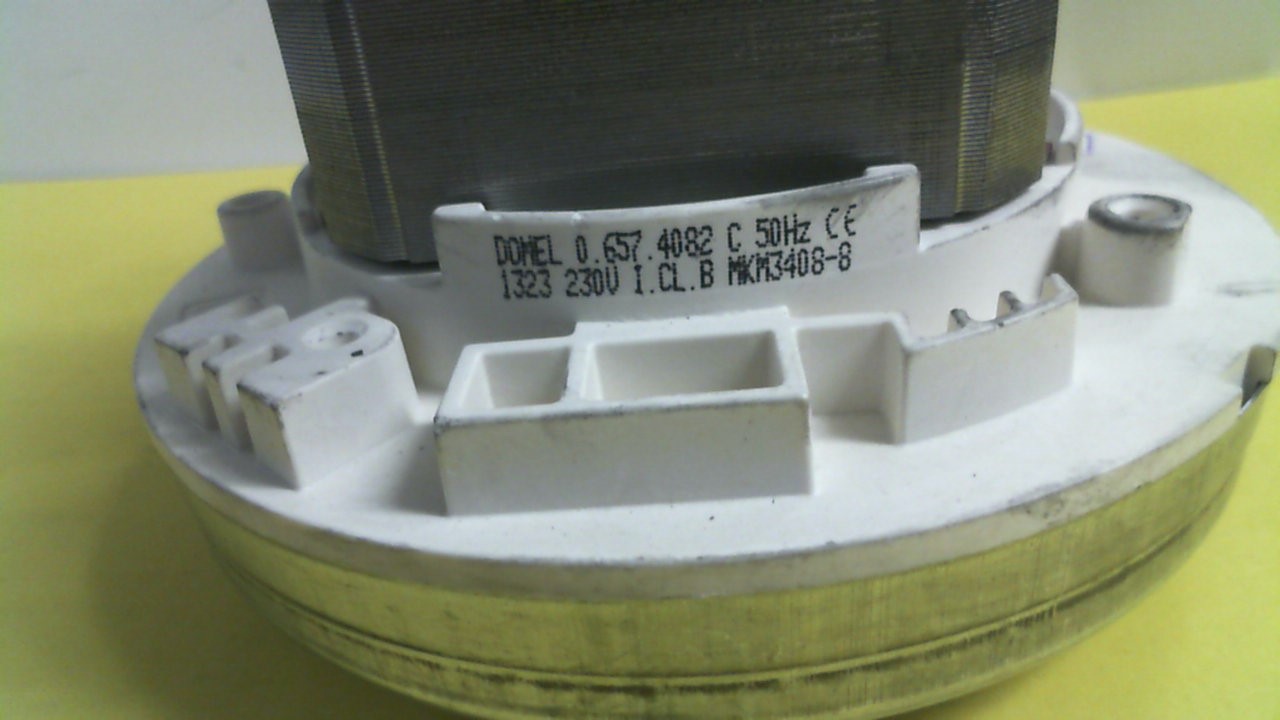 DOMEL 0.657.4082 C 50Hz CE
1323 230V I.CL.B MKM3408-8